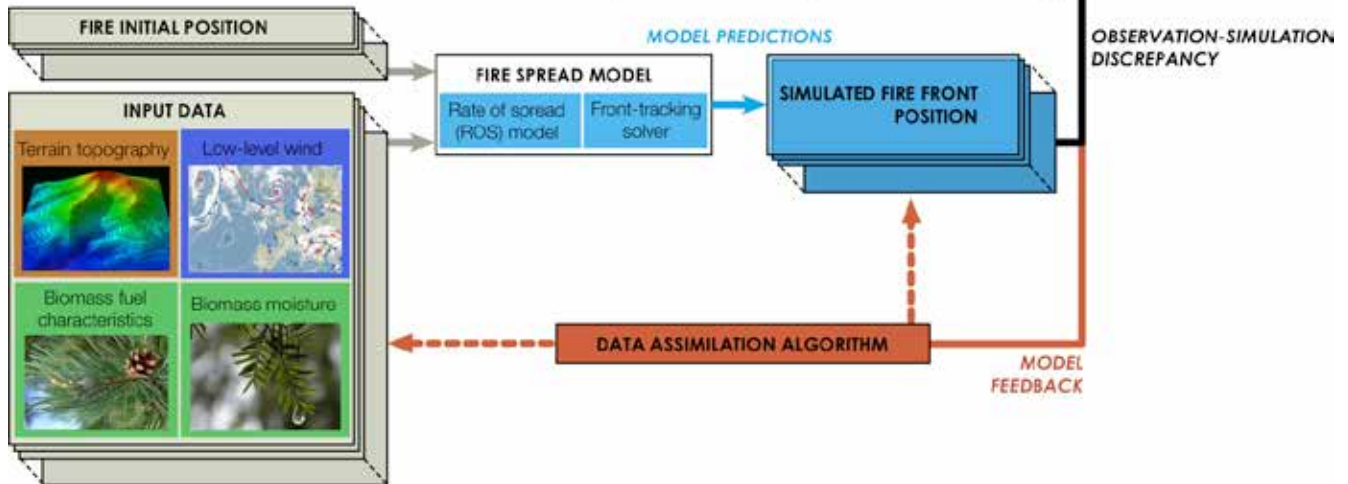 FIRE INITIAL POSITION
MODEL PREDICTIONS
OBSERVATION-SIMULATION
DISCREPANCY
FIRE SPREAD MODEL
Rate of spread
(ROS) model
Front-tracking
solver
SIMULATED FIRE FRONT
POSITION
INPUT DATA
Terrain topography
Low-level wind
Biomass fuel
characteristics
Biomass moisture
DATA ASSIMILATION ALGORITHM
MODEL
FEEDBACK